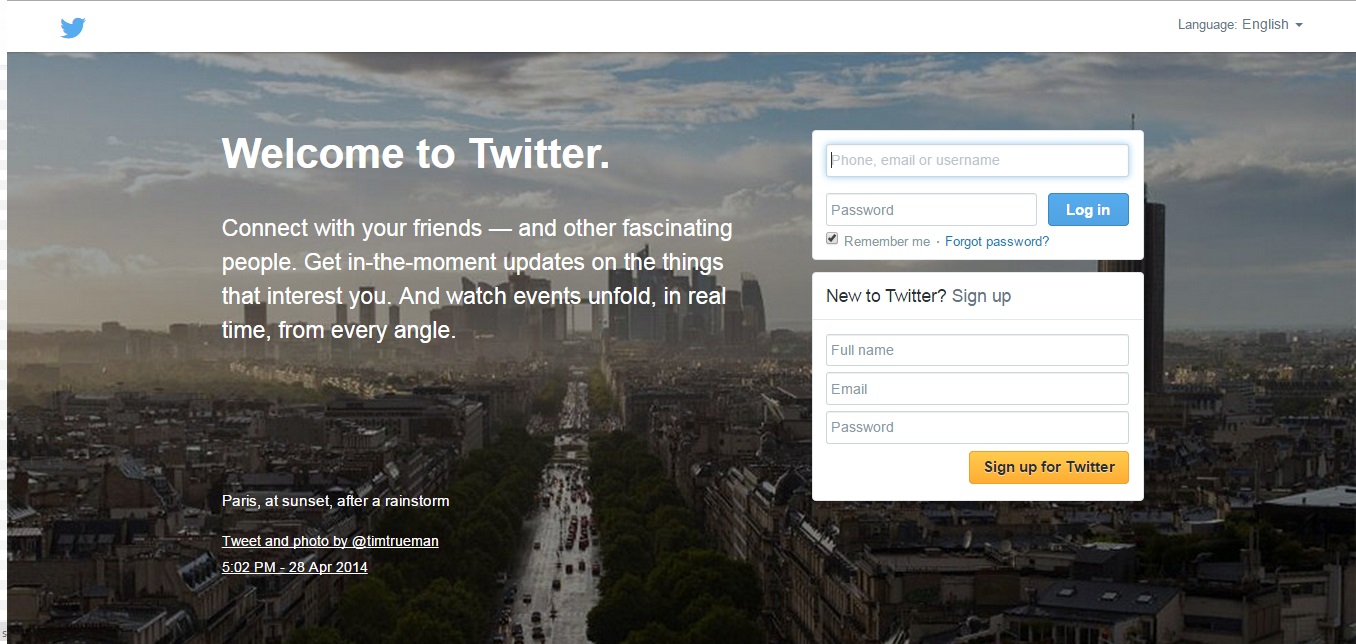 Language: English
Welcome to Twitter.
Connect with your friends — and other fascinating
people. Get in-the-moment updates on the things
that interest you. And watch events unfold, in real
time, from every angle.
Paris, at sunset, after a rainstorm
Tweet and photo by @timtrueman
5:02 PM - 28 Apr 2014
Phone, email or username
Password
Log in
Remember me · Forgot password?
New to Twitter? Sign up
Full name
Email
Password
Sign up for Twitter